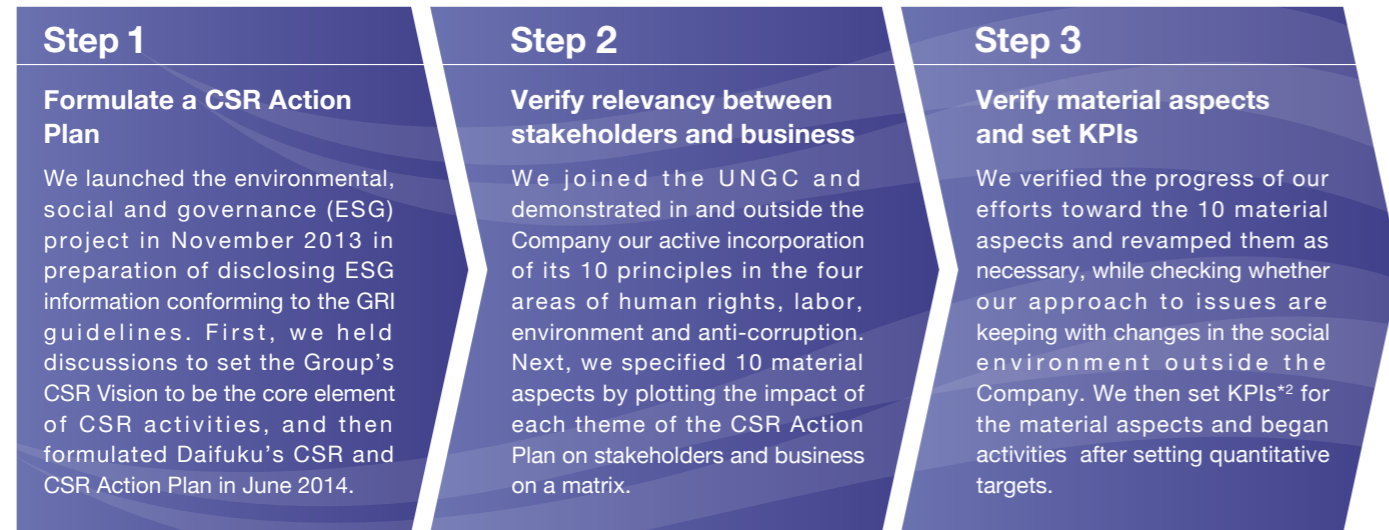 Step 1
Formulate a CSR Action
Plan
We launched the environmental,
social and governance (ESG)
project in November 2013 in
preparation of disclosing ESG
information conforming to the GRI
guidelines. First, we held
discussions to set the Group's
CSR Vision to be the core element
of CSR activities, and then
formulated Daifuku's CSR and
CSR Action Plan in June 2014.
Step 2
Verify relevancy between
stakeholders and business
We joined the UNGC and
demonstrated in and outside the
Company our active incorporation
of its 10 principles in the four
areas of human rights, labor,
environment and anti-corruption.
Next, we specified 10 material
aspects by plotting the impact of
each theme of the CSR Action
Plan on stakeholders and business
on a matrix.
Step 3
Verify material aspects
and set KPIs
We verified the progress of our
efforts toward the 10 material
aspects and revamped them as
necessary, while checking whether
our approach to issues are
keeping with changes in the social
environment outside the
Company. We then set KPIs*2 for
the material aspects and began
activities after setting quantitative
targets.